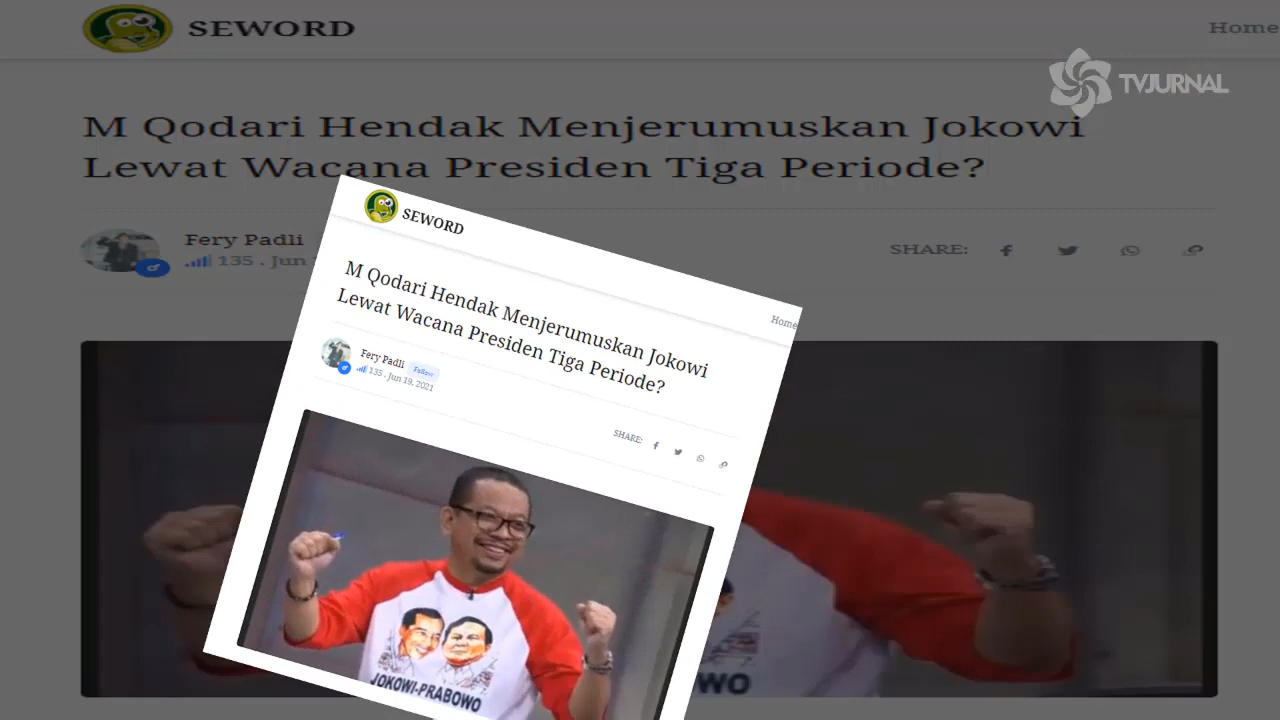 SEWORD
Home
TVJURNAL
M Qodari Hendak Menjerumuskan Jokowi
Lewat Wacana Presiden Tiga Periode?
Fery Padli
135 . Jun
SHARE:
SEWORD
Home
M Qodari Hendak Menjerumuskan Jokowi
Lewat Wacana Presiden Tiga Periode?
Fery Padli Follow
135 . Jun 19, 2021
SHARE:
JOKOWI-PRABOWO
WO